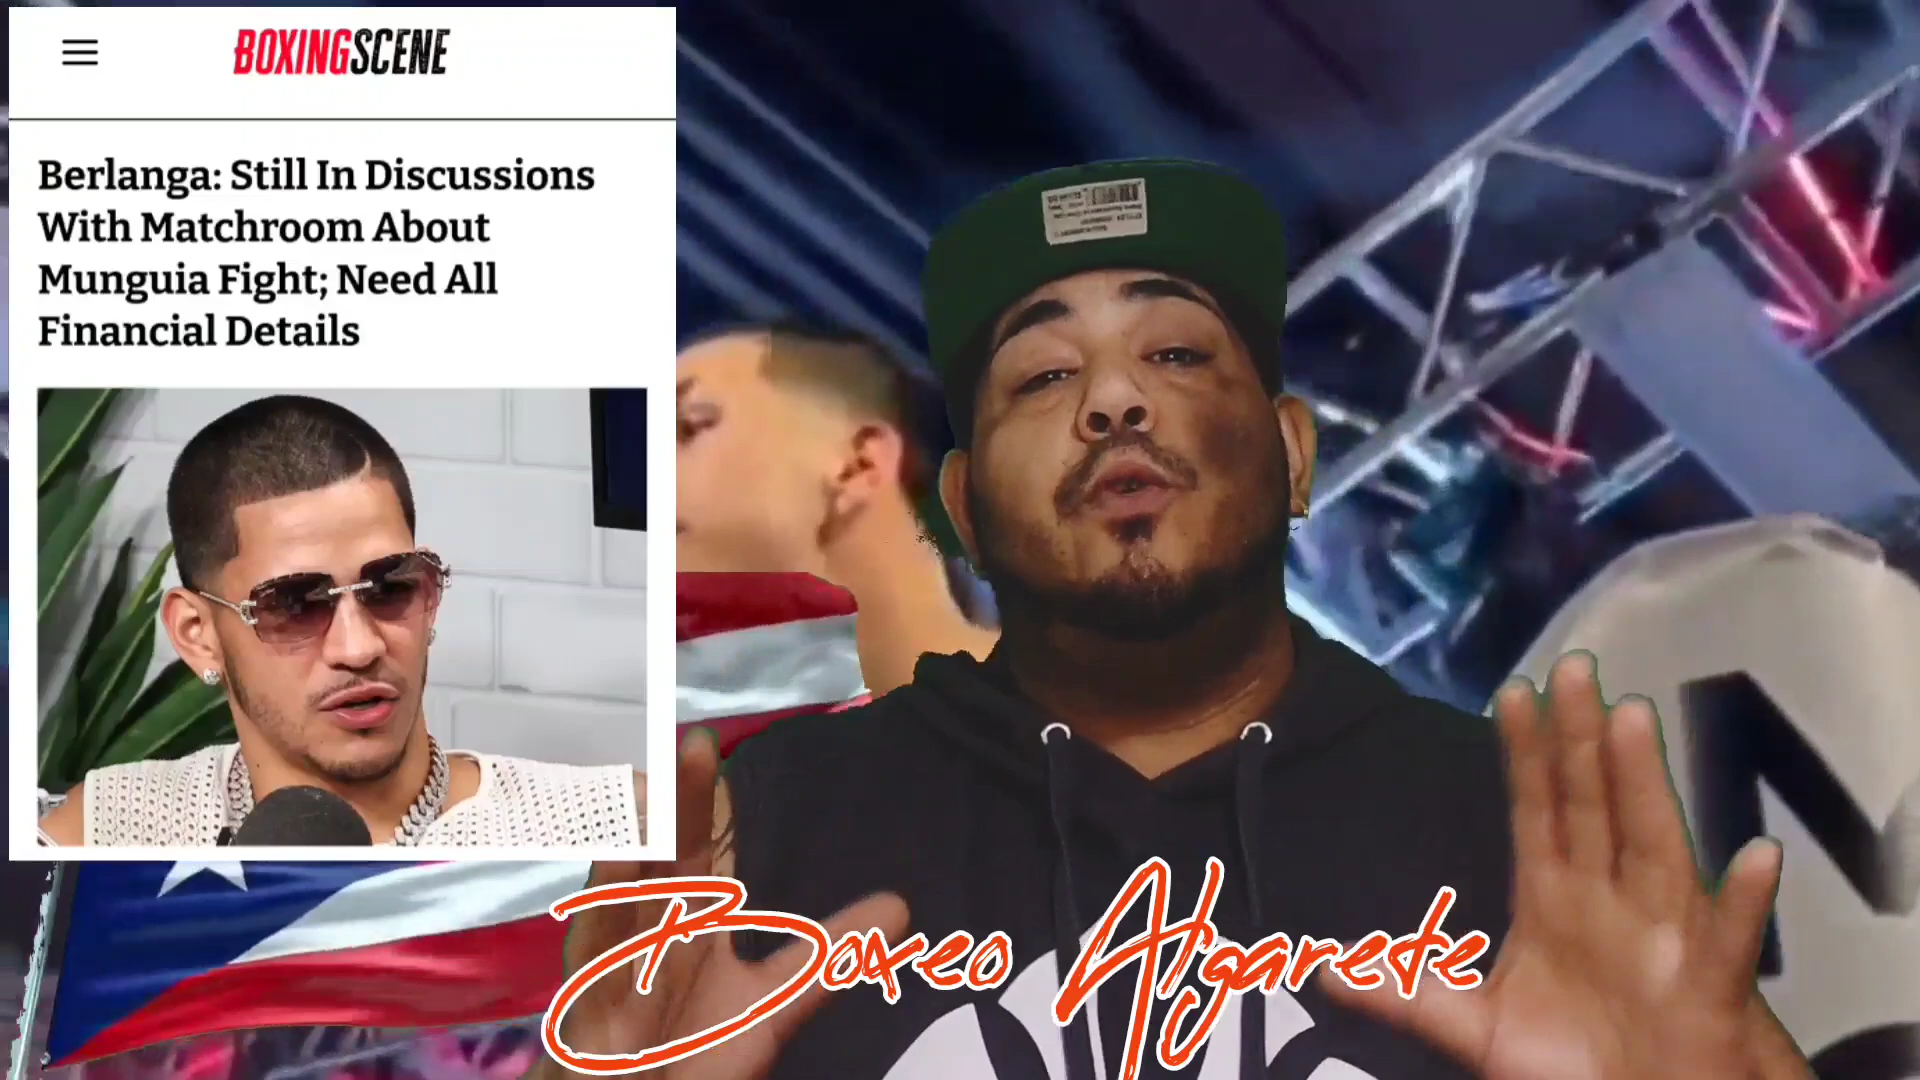 BOXINGSCENE
Berlanga: Still In Discussions
With Matchroom About
Munguia Fight; Need All
Financial Details
Boxeo Algarete